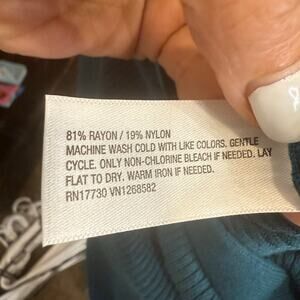 81% RAYON / 19% NYLON
MACHINE WASH COLD WITH LIKE COLORS. GENTLE
CYCLE. ONLY NON-CHLORINE BLEACH IF NEEDED. LAY
FLAT TO DRY. WARM IRON IF NEEDED.
RN17730 VN1268582